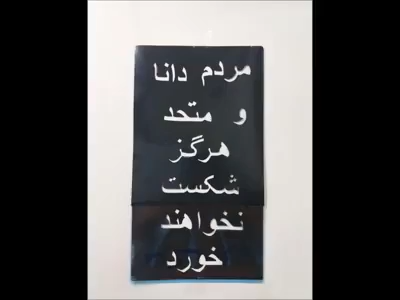 مردم دانا
و متحد
هرگز
شکست
نخواهند
خورد